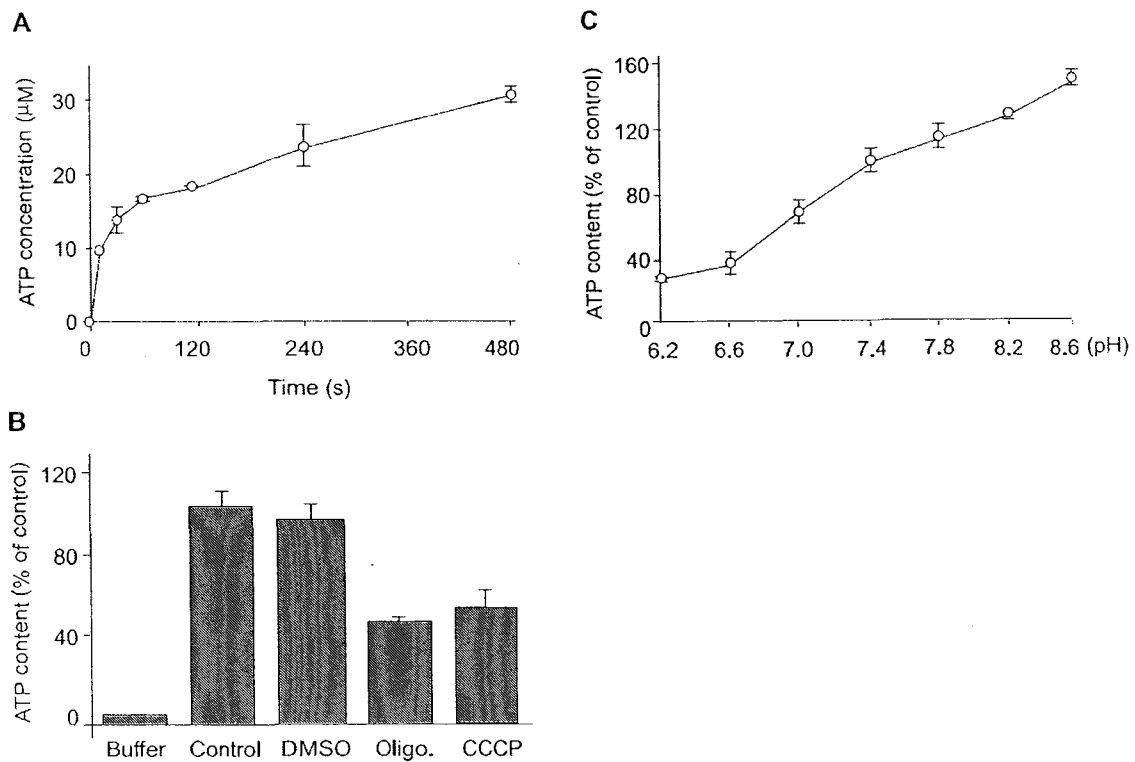 A
ATP concentration (μM)
30
20
10
0
0 120 240 360 480
Time (s)
C
ATP content (% of control)
160
120
80
40
0
6.2 6.6 7.0 7.4 7.8 8.2 8.6 (pH)
B
ATP content (% of control)
120
80
40
0
Buffer Control DMSO Oligo. CCCP